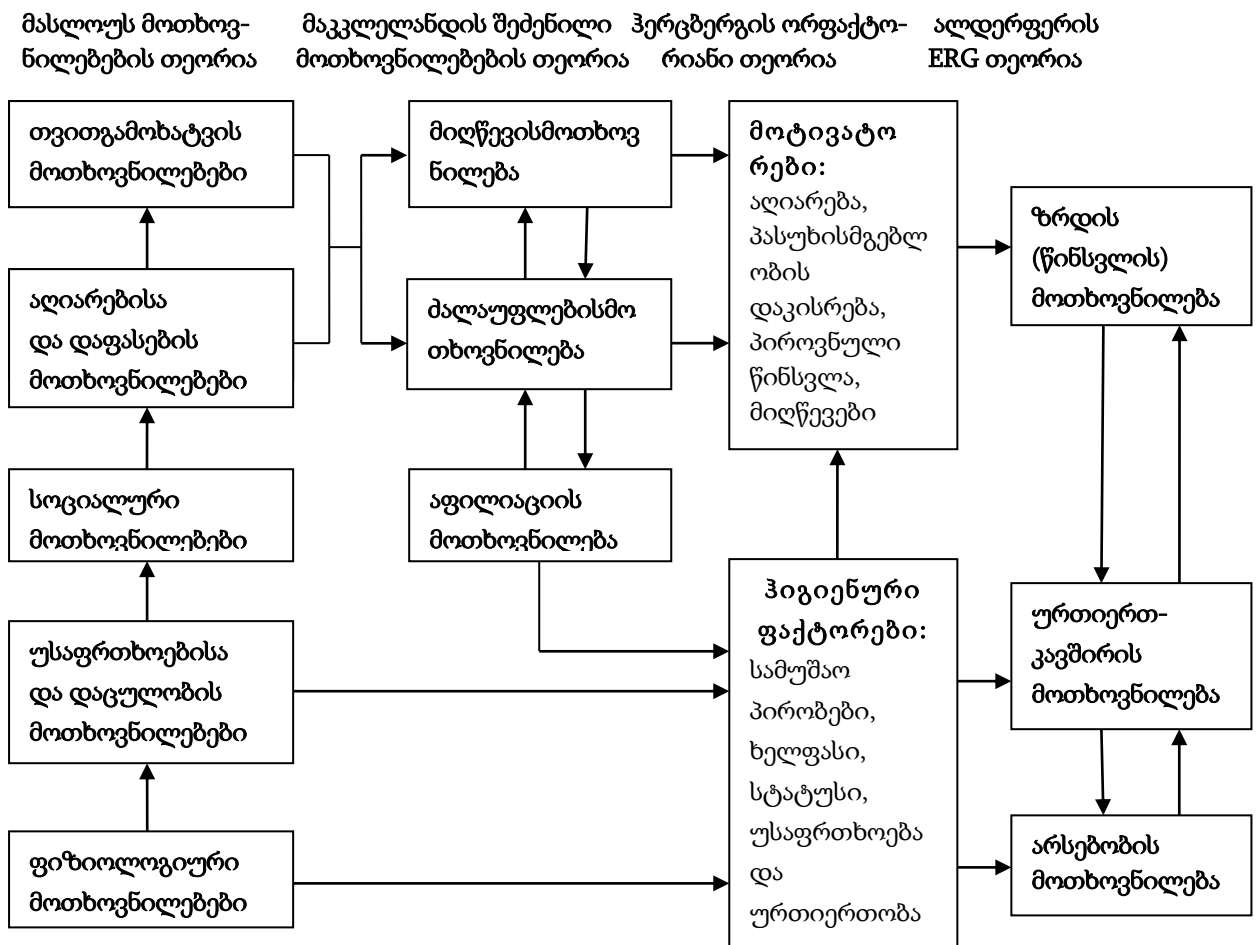 მასლოუს მოთხოვ-
ნილებების თეორია
მაკკლელანდის შეძენილი
მოთხოვნილებების თეორია
ჰერცბერგის ორფაქტო-
რიანი თეორია
ალდერფერის
ERG თეორია
თვითგამოხატვის
მოთხოვნილებები
აღიარებისა
და დაფასების
მოთხოვნილებები
სოციალური
მოთხოვნილებები
უსაფრთხოებისა
და დაცულობის
მოთხოვნილებები
ფიზიოლოგიური
მოთხოვნილებები
მიღწევისმოთხოვ
ნილება
ძალაუფლებისმო
თხოვნილება
აფილიაციის
მოთხოვნილება
მოტივატო
რები:
აღიარება,
პასუხისმგებლ
ობის
დაკისრება,
პიროვნული
წინსვლა,
მიღწევები
ჰიგიენური
ფაქტორები:
სამუშაო
პირობები,
ხელფასი,
სტატუსი,
უსაფრთხოება
და
ურთიერთობა
ზრდის
(წინსვლის)
მოთხოვნილება
ურთიერთ-
კავშირის
მოთხოვნილება
არსებობის
მოთხოვნილება